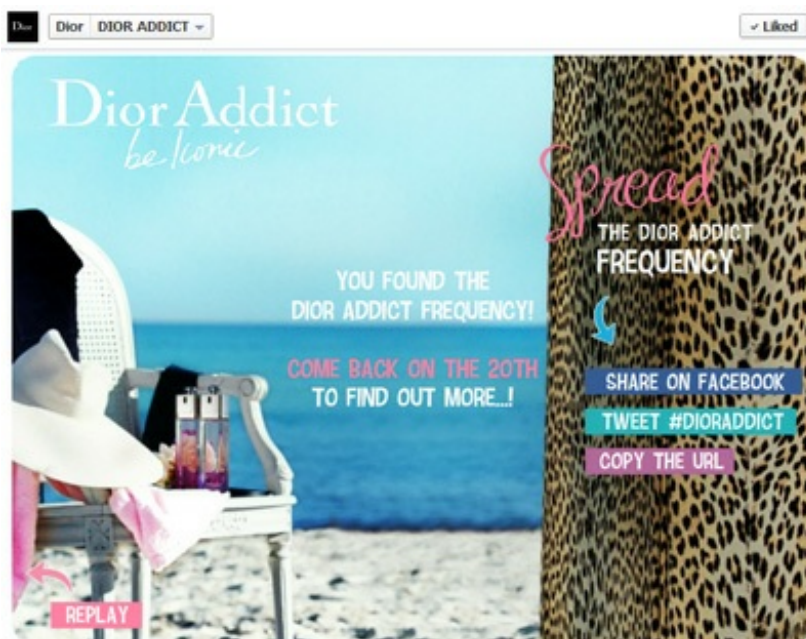 Dior
Dior DIOR ADDICT
Liked
Dior Addict
be Iconic
Spread
THE DIOR ADDICT
FREQUENCY
YOU FOUND THE
DIOR ADDICT FREQUENCY!
COME BACK ON THE 20TH
TO FIND OUT MORE...!
SHARE ON FACEBOOK
TWEET #DIORADDICT
COPY THE URL
REPLAY